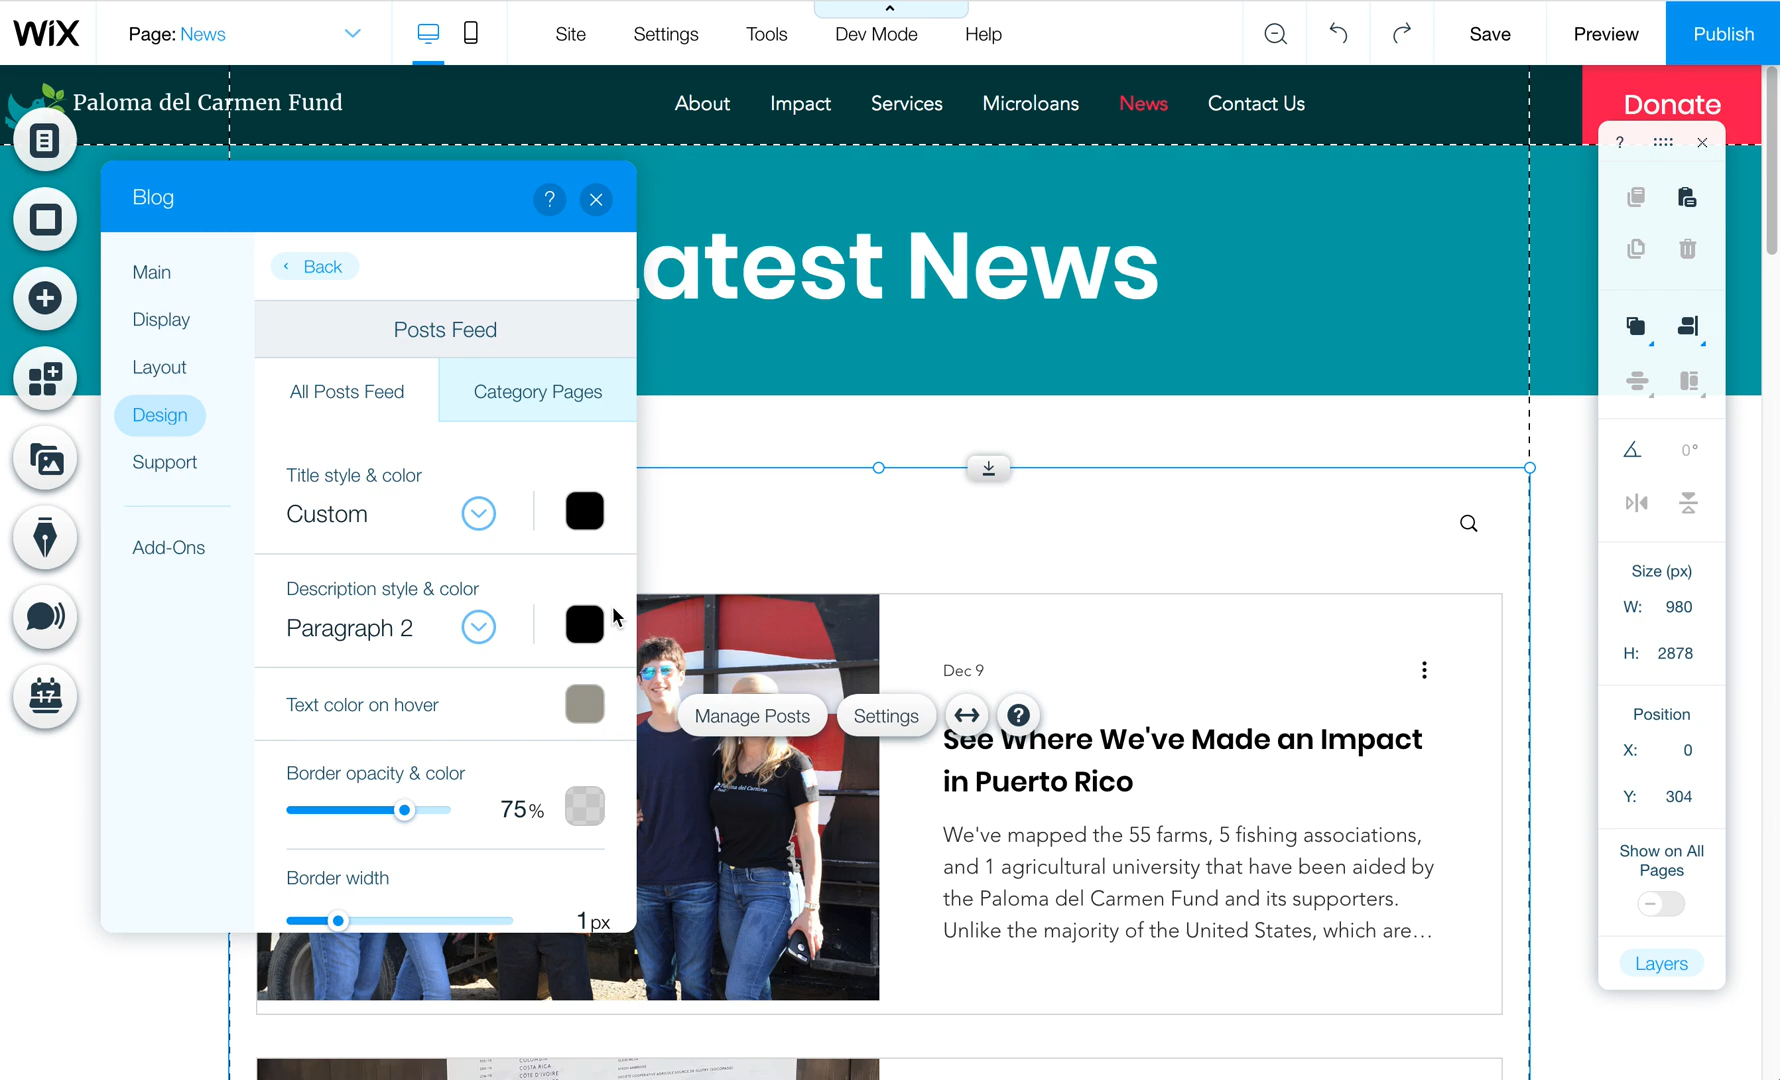 WiX
Page: News
Site
Settings
Tools
Dev Mode
Help
Save
Preview
Publish
Paloma del Carmen Fund
About
Impact
Services
Microloans
News
Contact Us
Donate
?
Blog
?
Main
Display
Layout
Design
Support
Add-Ons
Back
Posts Feed
All Posts Feed
Category Pages
Title style & color
Custom
Description style & color
Paragraph 2
Text color on hover
Border opacity & color
75%
Border width
1px
17
atest News
Dec 9
Manage Posts
Settings
?
See Where We've Made an Impact
in Puerto Rico
We've mapped the 55 farms, 5 fishing associations,
and 1 agricultural university that have been aided by
the Paloma del Carmen Fund and its supporters.
Unlike the majority of the United States, which are...
COSTA RICA
CÔTE D'IVOIRE
0°
Size (px)
W: 980
H: 2878
Position
X: 0
Y: 304
Show on All
Pages
Layers